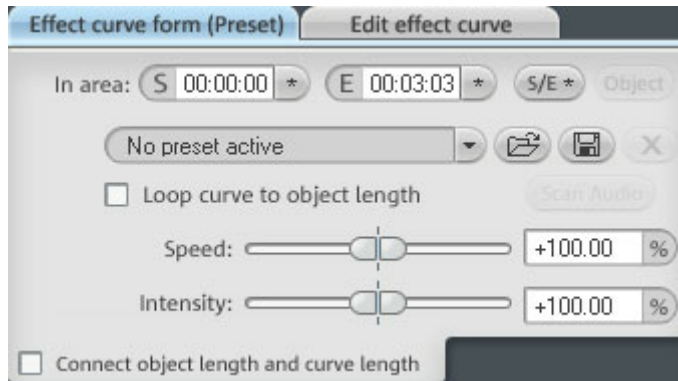 Effect curve form (Preset) Edit effect curve
In area: S 00:00:00 * E 00:03:03 * S/E * Object
No preset active X
Loop curve to object length Scan Audio
Speed: +100.00 %
Intensity: +100.00 %
Connect object length and curve length